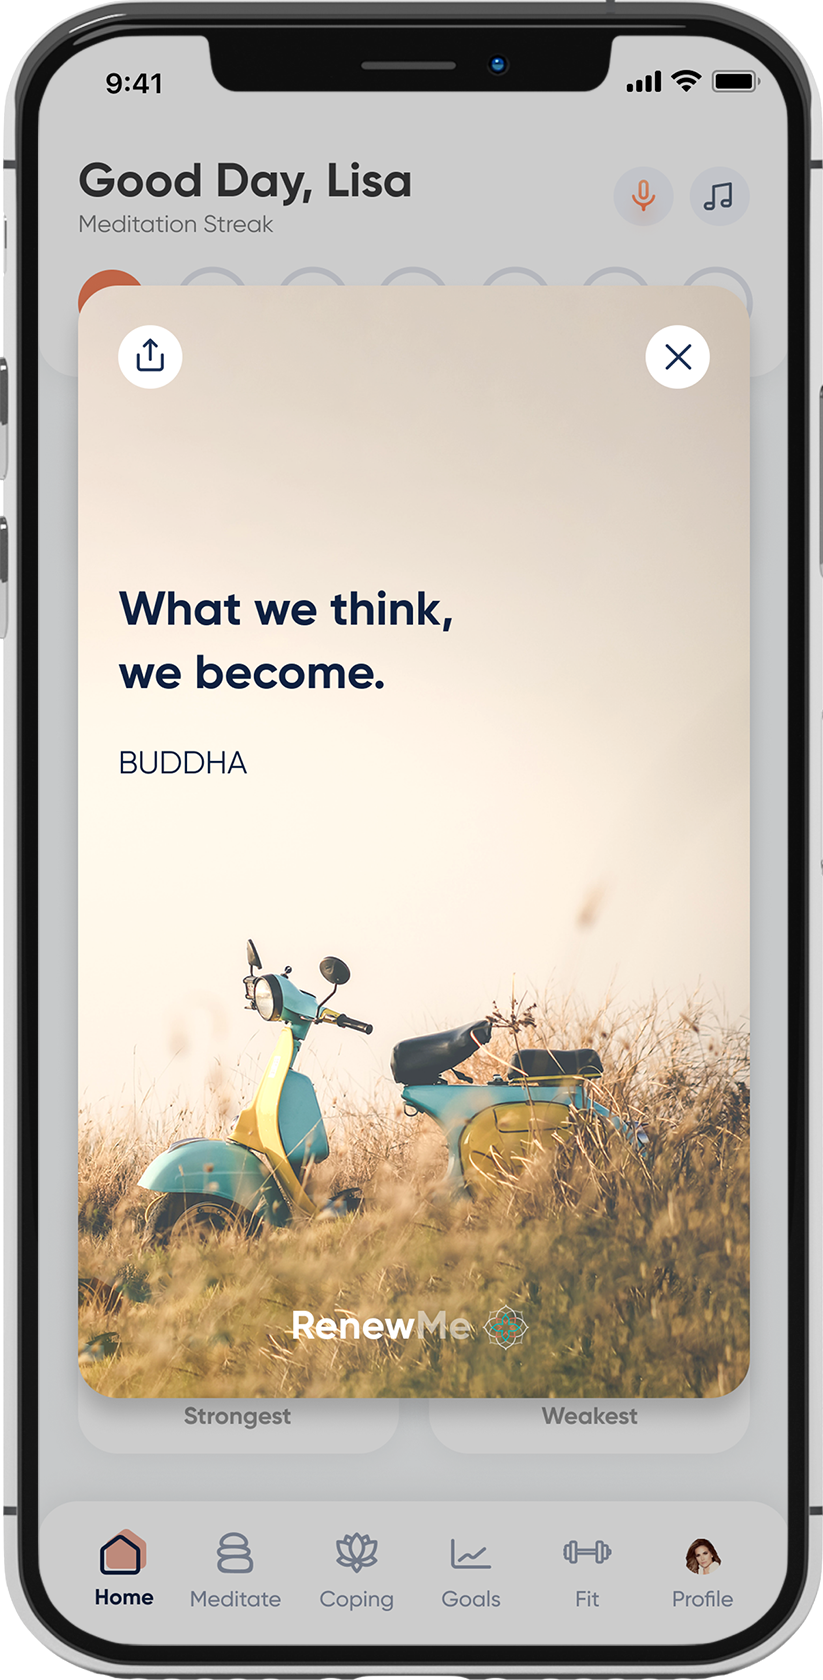 9:41
Good Day, Lisa
Meditation Streak
What we think,
we become.
BUDDHA
RenewMe
Strongest
Weakest
Home
Meditate
Coping
Goals
Fit
Profile